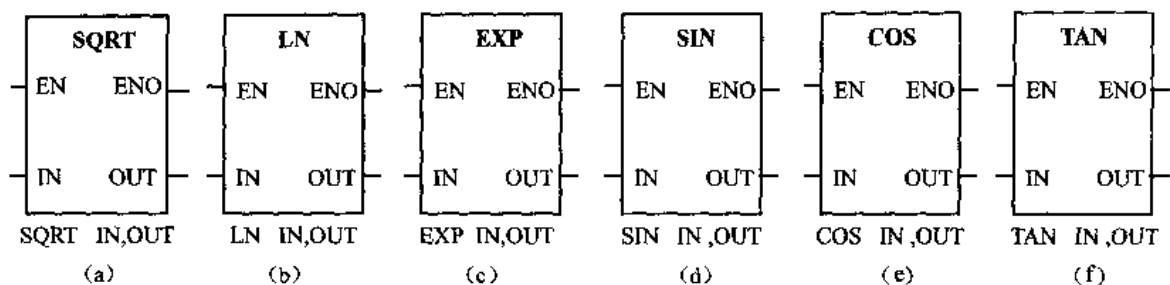 SQRT LN EXP SIN COS TAN
EN ENO EN ENO EN ENO EN ENO EN ENO EN ENO
IN OUT IN OUT IN OUT IN OUT IN OUT IN OUT
SQRT IN,OUT LN IN,OUT EXP IN,OUT SIN IN ,OUT COS IN ,OUT TAN IN ,OUT
(a) (b) (c) (d) (e) (f)